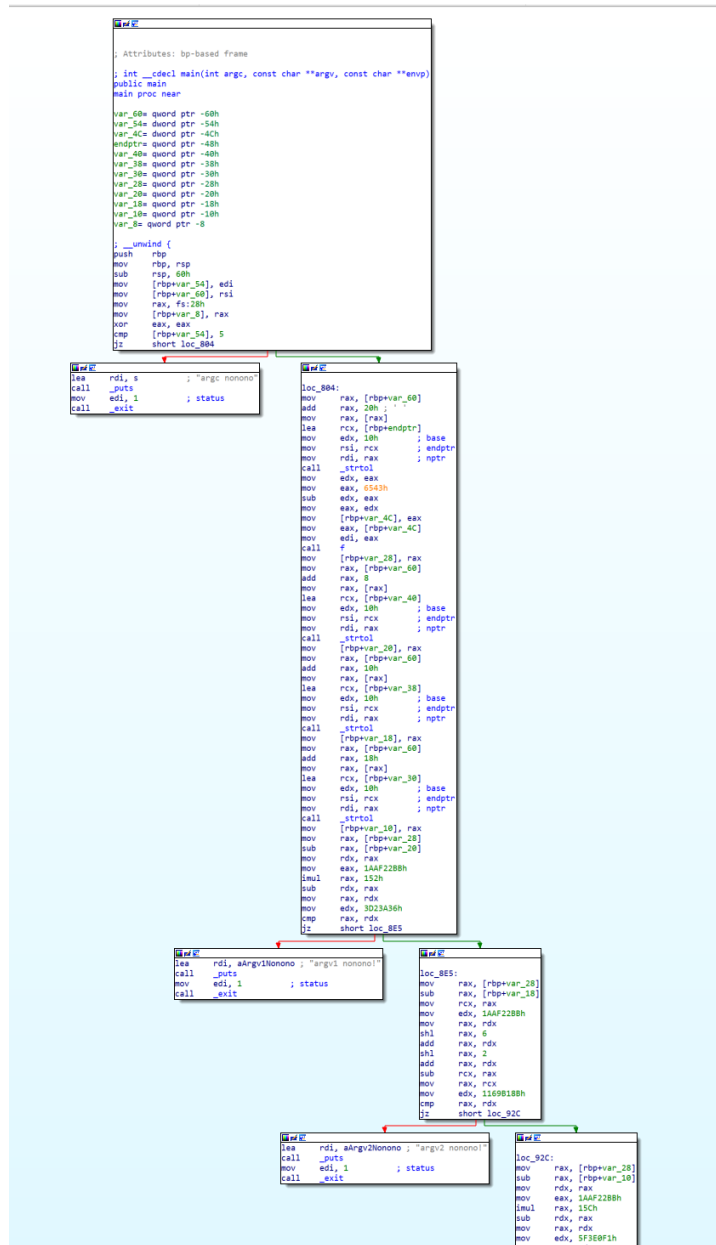 ; Attributes: bp-based frame
; int __cdecl main(int argc, const char **argv, const char **envp)
public main
main proc near
var_60= qword ptr -60h
var_54= dword ptr -54h
var_4C= dword ptr -4Ch
endptr= qword ptr -48h
var_40= qword ptr -40h
var_38= qword ptr -38h
var_30= qword ptr -30h
var_28= qword ptr -28h
var_20= qword ptr -20h
var_18= qword ptr -18h
var_10= qword ptr -10h
var_8= qword ptr -8
; __unwind {
push rbp
mov rbp, rsp
sub rsp, 60h
mov [rbp+var_54], edi
mov [rbp+var_60], rsi
mov rax, fs:28h
mov [rbp+var_8], rax
xor eax, eax
cmp [rbp+var_54], 5
jz short loc_804
lea rdi, s ; "argc nonono"
call _puts
mov edi, 1 ; status
call _exit
loc_804:
mov rax, [rbp+var_60]
add rax, 20h ; ' '
mov rax, [rax]
lea rcx, [rbp+endptr]
mov edx, 10h ; base
mov rsi, rcx ; endptr
mov rdi, rax ; nptr
call _strtol
mov edx, eax
mov eax, 6543h
sub edx, eax
mov eax, edx
mov [rbp+var_4C], eax
mov eax, [rbp+var_4C]
mov edi, eax
call f
mov [rbp+var_28], rax
mov rax, [rbp+var_60]
add rax, 8
mov rax, [rax]
lea rcx, [rbp+var_40]
mov edx, 10h ; base
mov rsi, rcx ; endptr
mov rdi, rax ; nptr
call _strtol
mov [rbp+var_20], rax
mov rax, [rbp+var_60]
add rax, 10h
mov rax, [rax]
lea rcx, [rbp+var_38]
mov edx, 10h ; base
mov rsi, rcx ; endptr
mov rdi, rax ; nptr
call _strtol
mov [rbp+var_18], rax
mov rax, [rbp+var_60]
add rax, 18h
mov rax, [rax]
lea rcx, [rbp+var_30]
mov edx, 10h ; base
mov rsi, rcx ; endptr
mov rdi, rax ; nptr
call _strtol
mov [rbp+var_10], rax
mov rax, [rbp+var_28]
sub rax, [rbp+var_20]
mov rdx, rax
mov eax, 1AAF22BBh
imul rax, 152h
sub rdx, rax
mov rax, rdx
mov edx, 3D23A36h
cmp rax, rdx
jz short loc_8E5
lea rdi, aArgv1Nonono ; "argv1 nonono!"
call _puts
mov edi, 1 ; status
call _exit
loc_8E5:
mov rax, [rbp+var_28]
sub rax, [rbp+var_18]
mov rcx, rax
mov edx, 1AAF22BBh
mov rax, rdx
shl rax, 6
add rax, rdx
shl rax, 2
add rax, rdx
sub rcx, rax
mov rax, rcx
mov edx, 1169B18Bh
cmp rax, rdx
jz short loc_92C
lea rdi, aArgv2Nonono ; "argv2 nonono!"
call _puts
mov edi, 1 ; status
call _exit
loc_92C:
mov rax, [rbp+var_28]
sub rax, [rbp+var_10]
mov rdx, rax
mov eax, 1AAF22BBh
imul rax, 15Ch
sub rdx, rax
mov rax, rdx
mov edx, 5F3E0F1h